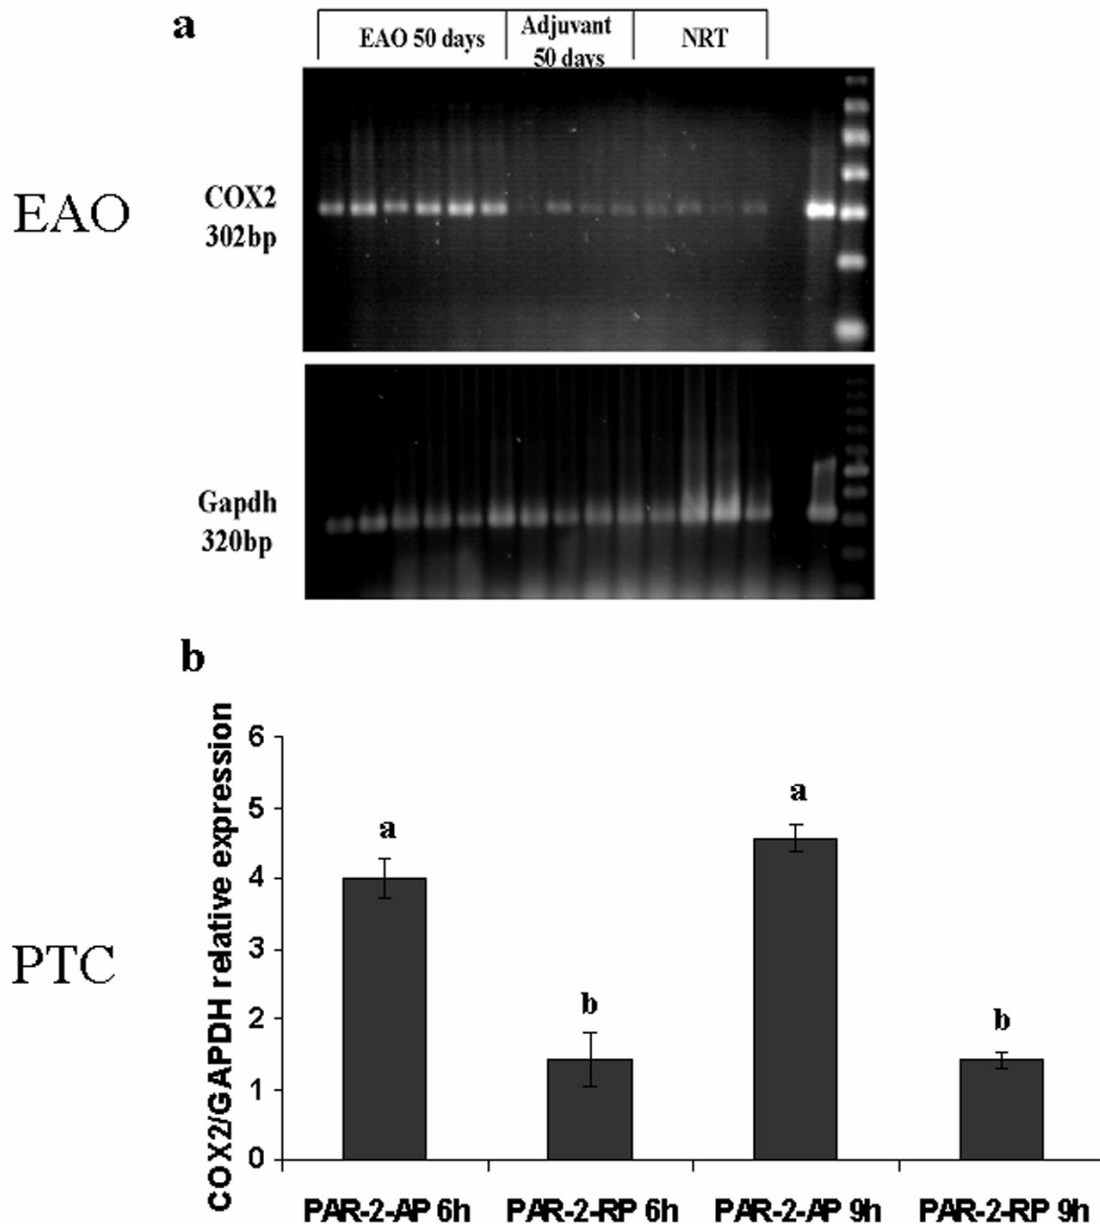 a
EAO 50 days
Adjuvant
50 days
NRT
EAO
COX2
302bp
Gapdh
320bp
b
PTC
COX2/GAPDH relative expression
6
5
4
3
2
1
0
a
b
a
b
PAR-2-AP 6h
PAR-2-RP 6h
PAR-2-AP 9h
PAR-2-RP 9h